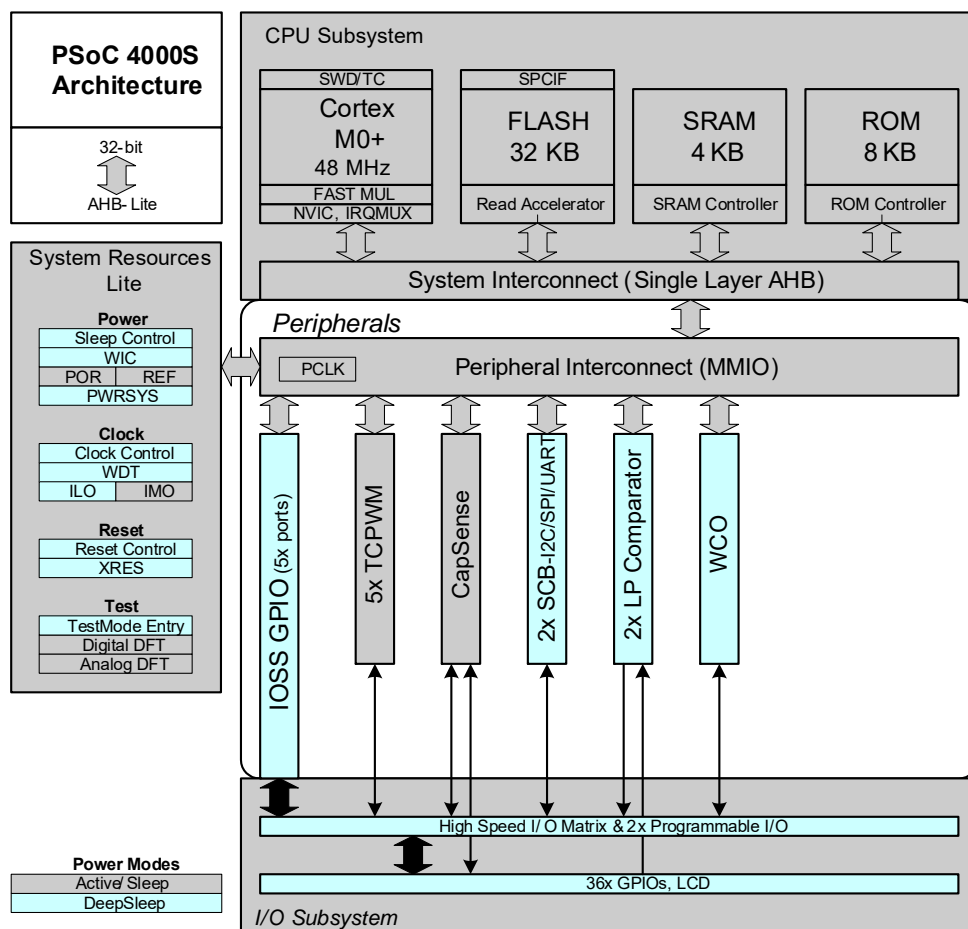 PSoC 4000S
Architecture
32-bit
AHB-Lite
CPU Subsystem
SWD/TC
Cortex
M0+
48 MHz
FAST MUL
NVIC, IRQMUX
SPCIF
FLASH
32 KB
Read Accelerator
SRAM
4 KB
SRAM Controller
ROM
8 KB
ROM Controller
System Interconnect (Single Layer AHB)
System Resources
Lite
Power
Sleep Control
WIC
POR
REF
PWRSYS
Clock
Clock Control
WDT
ILO
IMO
Reset
Reset Control
XRES
Test
TestMode Entry
Digital DFT
Analog DFT
Peripherals
PCLK
Peripheral Interconnect (MMIO)
IOSS GPIO (5x ports)
5x TCPWM
CapSense
2x SCB-I2C/SPI/UART
2x LP Comparator
WCO
High Speed I/O Matrix & 2x Programmable I/O
36x GPIOs, LCD
I/O Subsystem
Power Modes
Active/Sleep
DeepSleep